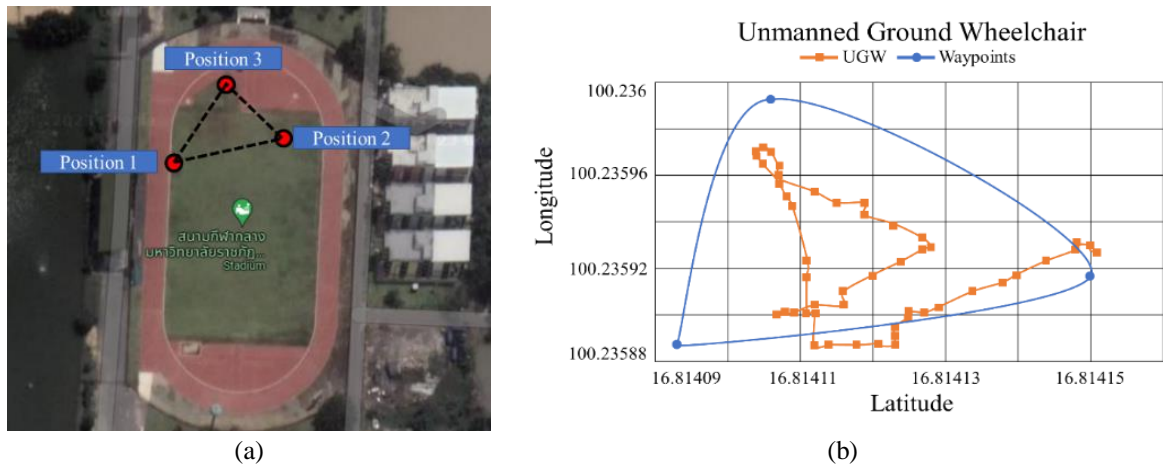 Position 3
Position 2
Position 1
สนามกีฬากลาง
มหาวิทยาลัยราชภัฏ...
Stadium
(a)
Unmanned Ground Wheelchair
UGW
Waypoints
100.236
100.23596
100.23592
100.23588
Longitude
16.81409
16.81411
16.81413
16.81415
Latitude
(b)